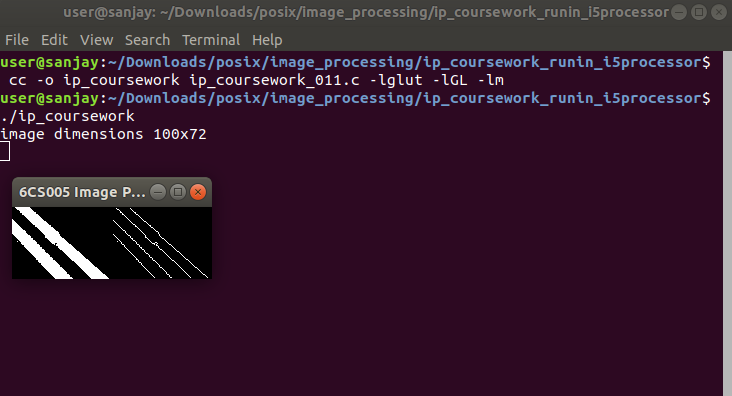 user@sanjay: ~/Downloads/posix/image_processing/ip_coursework_runin_i5processor
File Edit View Search Terminal Help
user@sanjay:~/Downloads/posix/image_processing/ip_coursework_runin_i5processor$
cc -o ip_coursework ip_coursework_011.c -lglut -lGL -lm
user@sanjay:~/Downloads/posix/image_processing/ip_coursework_runin_i5processor$
./ip_coursework
image dimensions 100x72
6CS005 Image P...